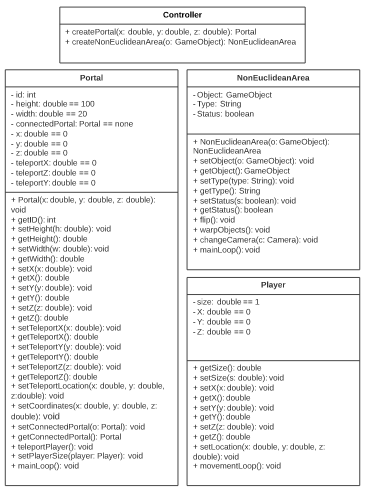 Controller
+ createPortal(x: double, y: double, z: double): Portal
+ createNonEuclideanArea(o: GameObject): NonEuclideanArea
Portal
- id: int
- height: double == 100
- width: double == 20
- connectedPortal: Portal == none
- x: double == 0
- y: double == 0
- z: double == 0
- teleportX: double == 0
- teleportZ: double == 0
- teleportY: double == 0
+ Portal(x: double, y: double, z: double):
void
+ getID(): int
+ setHeight(h: double): void
+ getHeight(): double
+ setWidth(w: double): void
+ getWidth(): double
+ setX(x: double): void
+ getX(): double
+ setY(y: double): void
+ getY(): double
+ setZ(z: double): void
+ getZ(): double
+ setTeleportX(x: double): void
+ getTeleportX(): double
+ setTeleportY(y: double): void
+ getTeleportY(): double
+ setTeleportZ(z: double): void
+ getTeleportZ(): double
+ setTeleportLocation(x: double, y: double,
z:double): void
+ setCoordinates(x: double, y: double, z:
double): void
+ setConnectedPortal(o: Portal): void
+ getConnectedPortal(): Portal
+ teleportPlayer(): void
+ setPlayerSize(player: Player): void
+ mainLoop(): void
NonEuclideanArea
- Object: GameObject
- Type: String
- Status: boolean
+ NonEuclideanArea(o: GameObject):
NonEuclideanArea
+ setObject(o: GameObject): void
+ getObject(): GameObject
+ setType(type: String): void
+ getType(): String
+ setStatus(s: boolean): void
+ getStatus(): boolean
+ flip(): void
+ warpObjects(): void
+ changeCamera(c: Camera): void
+ mainLoop(): void
Player
- size: double == 1
- X: double == 0
- Y: double == 0
- Z: double == 0
+ getSize(): double
+ setSize(s: double): void
+ setX(x: double): void
+ getX(): double
+ setY(y: double): void
+ getY(): double
+ setZ(z: double): void
+ getZ(): double
+ setLocation(x: double, y: double, z:
double): void
+ movementLoop(): void